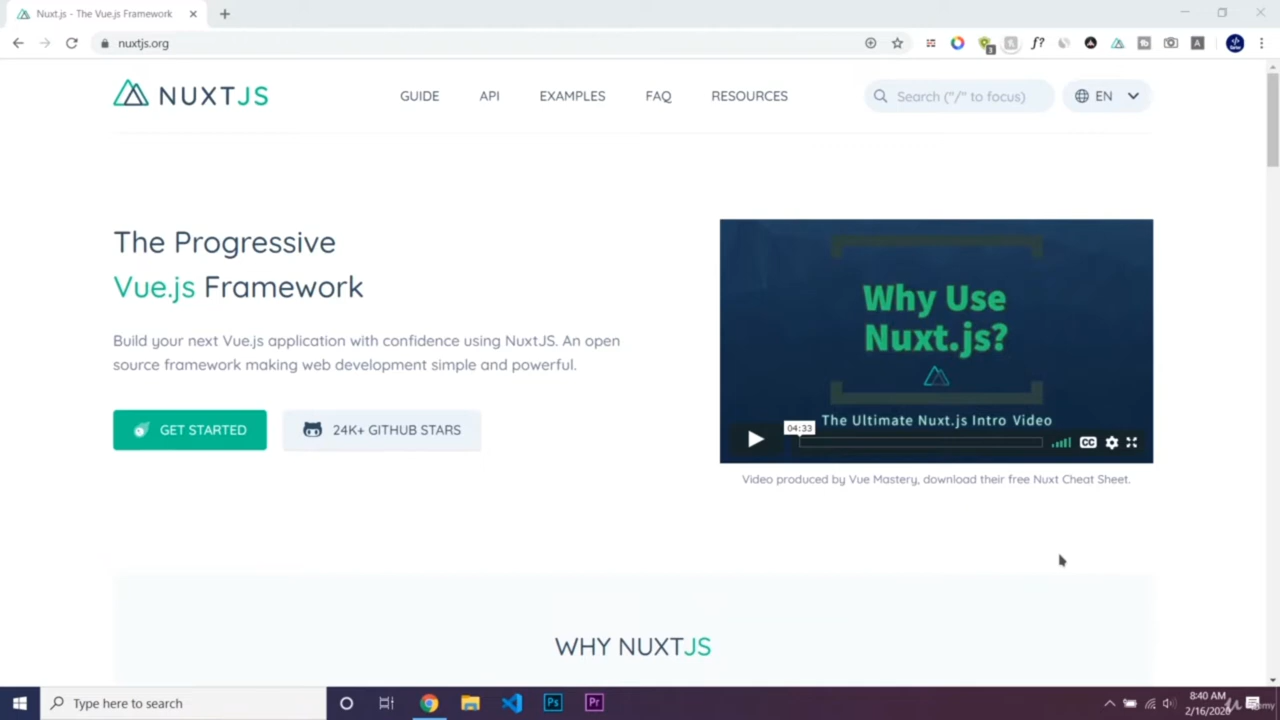 Nuxt.js - The Vue.js Framework
nuxtjs.org
f?
A
NUXTJS
GUIDE
API
EXAMPLES
FAQ
RESOURCES
Search ("/" to focus)
EN
The Progressive
Vue.js Framework
Build your next Vue.js application with confidence using NuxtJS. An open
source framework making web development simple and powerful.
GET STARTED
24K+ GITHUB STARS
Why Use
Nuxt.js?
The Ultimate Nuxt.js Intro Video
04:33
CC
Video produced by Vue Mastery, download their free Nuxt Cheat Sheet.
WHY NUXTJS
Type here to search
Ps
Pr
8:40 AM